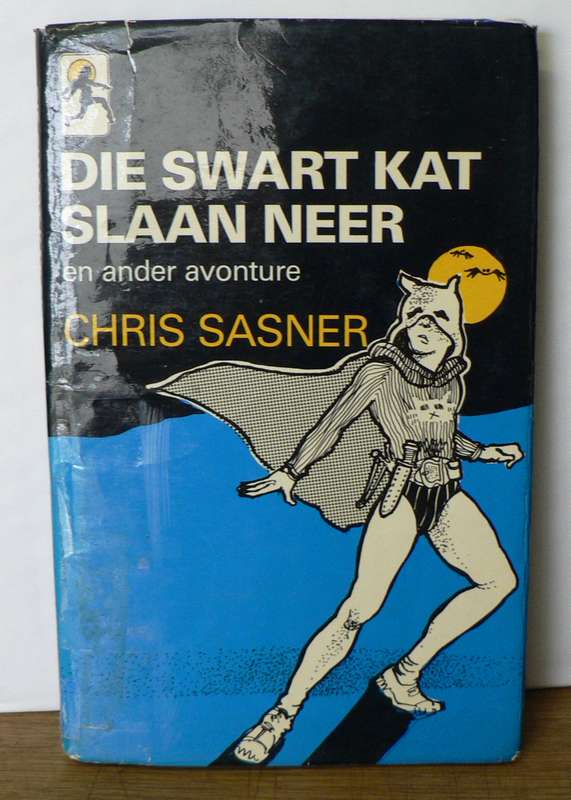 DIE SWART KAT
SLAAN NEER
en ander avonture
CHRIS SASNER